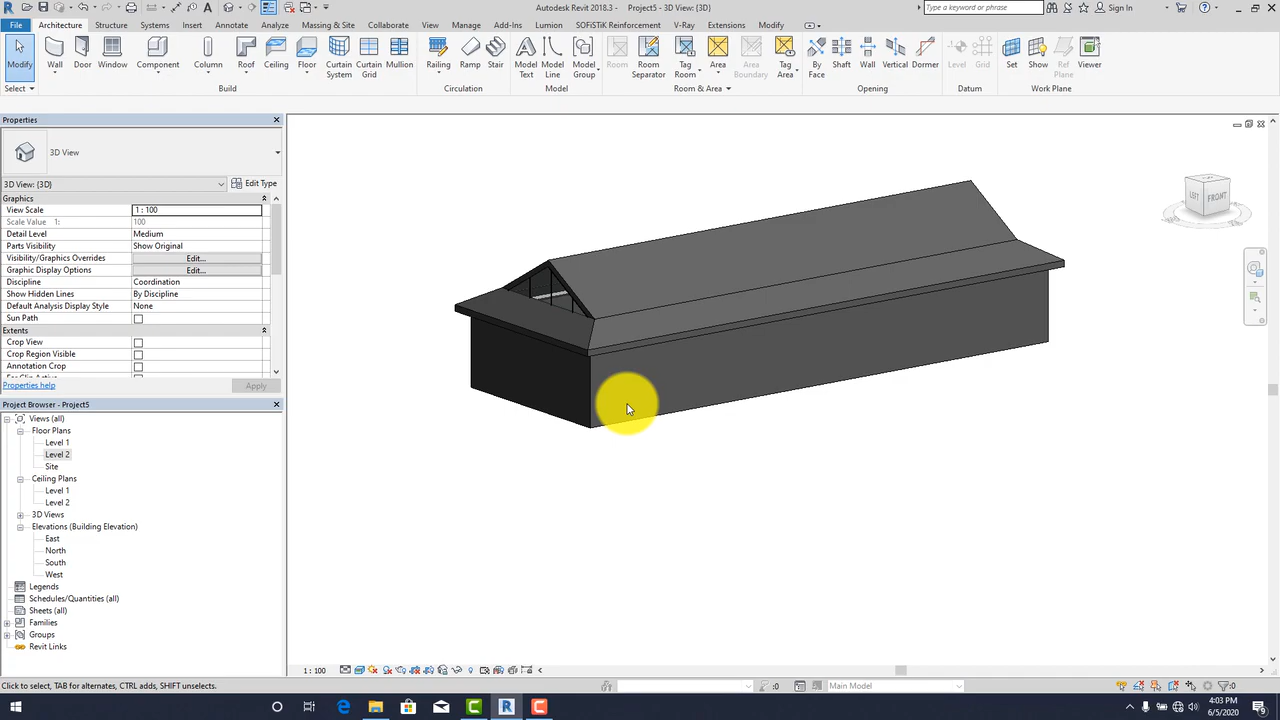 Autodesk Revit 2018.3 - Project5 - 3D View: {3D}
Type a keyword or phrase
Sign In
File Architecture Structure Systems Insert Annotate Analyze Massing & Site Collaborate View Manage Add-Ins Lumion SOFiSTiK Reinforcement V-Ray Extensions Modify
Modify Wall Door Window Component Column Roof Ceiling Floor Curtain System Curtain Grid Mullion Railing Ramp Stair Model Text Model Line Model Group Room Room Separator Tag Room Area Area Boundary Tag Area By Face Shaft Wall Vertical Dormer Level Grid Set Show Ref Plane Viewer
Select Build Circulation Model Room & Area Opening Datum Work Plane
Properties
3D View
3D View: {3D} Edit Type
Graphics
View Scale 1 : 100
Scale Value 1: 100
Detail Level Medium
Parts Visibility Show Original
Visibility/Graphics Overrides Edit...
Graphic Display Options Edit...
Discipline Coordination
Show Hidden Lines By Discipline
Default Analysis Display Style None
Sun Path
Extents
Crop View
Crop Region Visible
Annotation Crop
Properties help Apply
Project Browser - Project5
Views (all)
Floor Plans
Level 1
Level 2
Site
Ceiling Plans
Level 1
Level 2
3D Views
Elevations (Building Elevation)
East
North
South
West
Legends
Schedules/Quantities (all)
Sheets (all)
Families
Groups
Revit Links
LEFT FRONT
1 : 100
Click to select, TAB for alternates, CTRL adds, SHIFT unselects.
:0
Main Model
:0
4:03 PM
6/5/2020